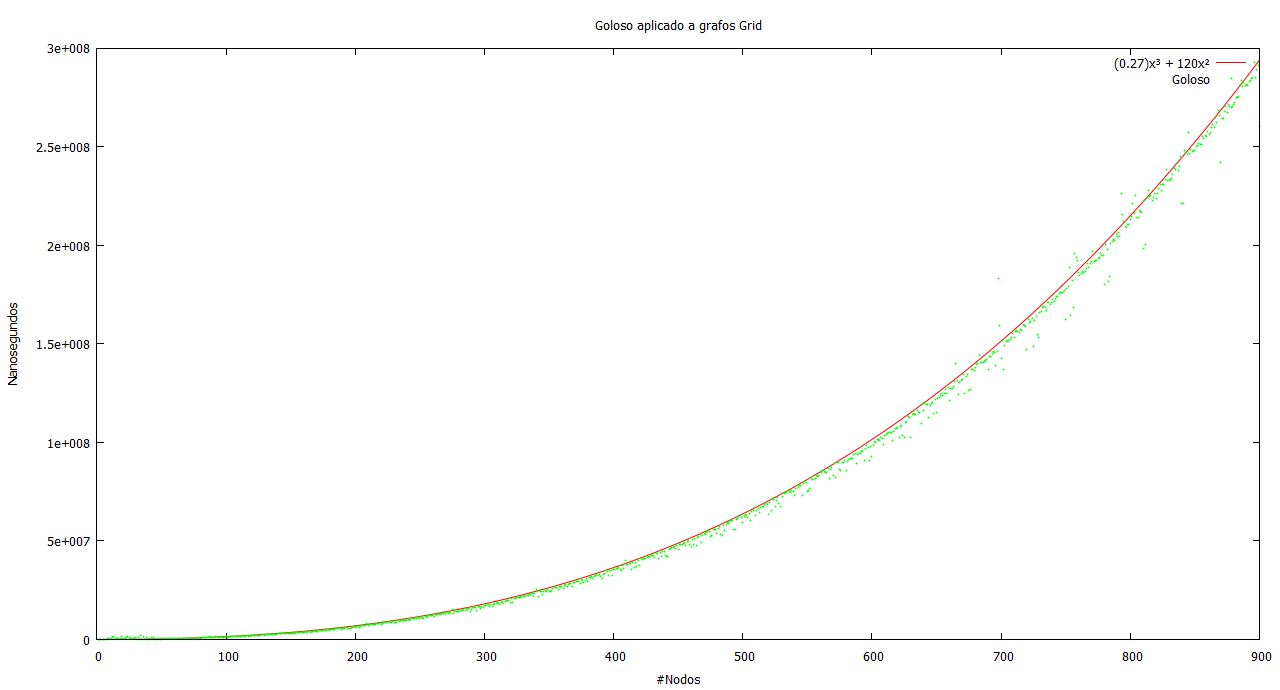 Goloso aplicado a grafos Grid
(0.27)x³ + 120x²
Goloso
3e+008
2.5e+008
2e+008
1.5e+008
1e+008
5e+007
0
Nanosegundos
0 100 200 300 400 500 600 700 800 900
#Nodos